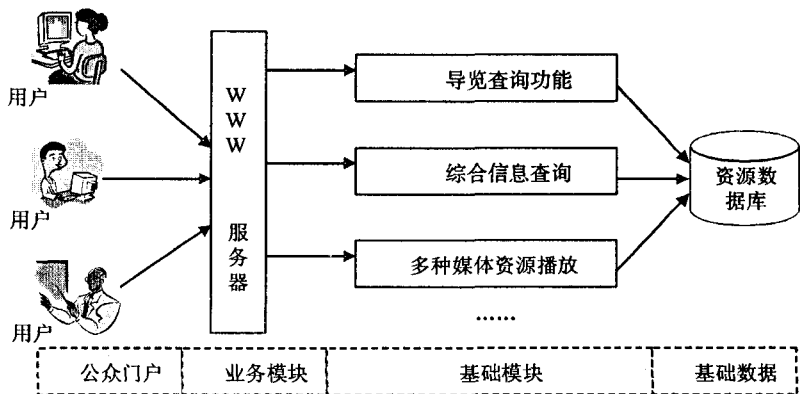 用户
用户
用户
WWW
服务器
导览查询功能
综合信息查询
多种媒体资源播放
……
资源数
据库
公众门户
业务模块
基础模块
基础数据